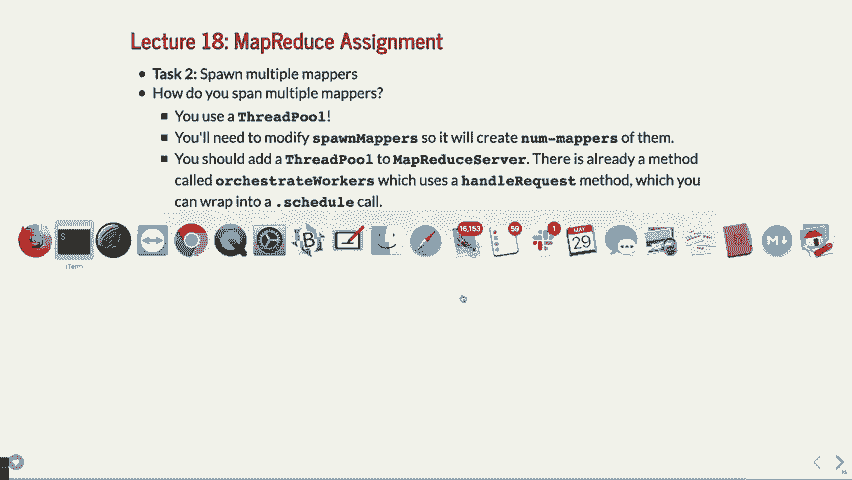 Lecture 18: MapReduce Assignment
Task 2: Spawn multiple mappers
How do you span multiple mappers?
You use a ThreadPool!
You'll need to modify spawnMappers so it will create num-mappers of them.
You should add a ThreadPool to MapReduceServer. There is already a method
called orchestrateWorkers which uses a handleRequest method, which you
can wrap into a .schedule call.
16,153
59
1
MAY
29
iTerm